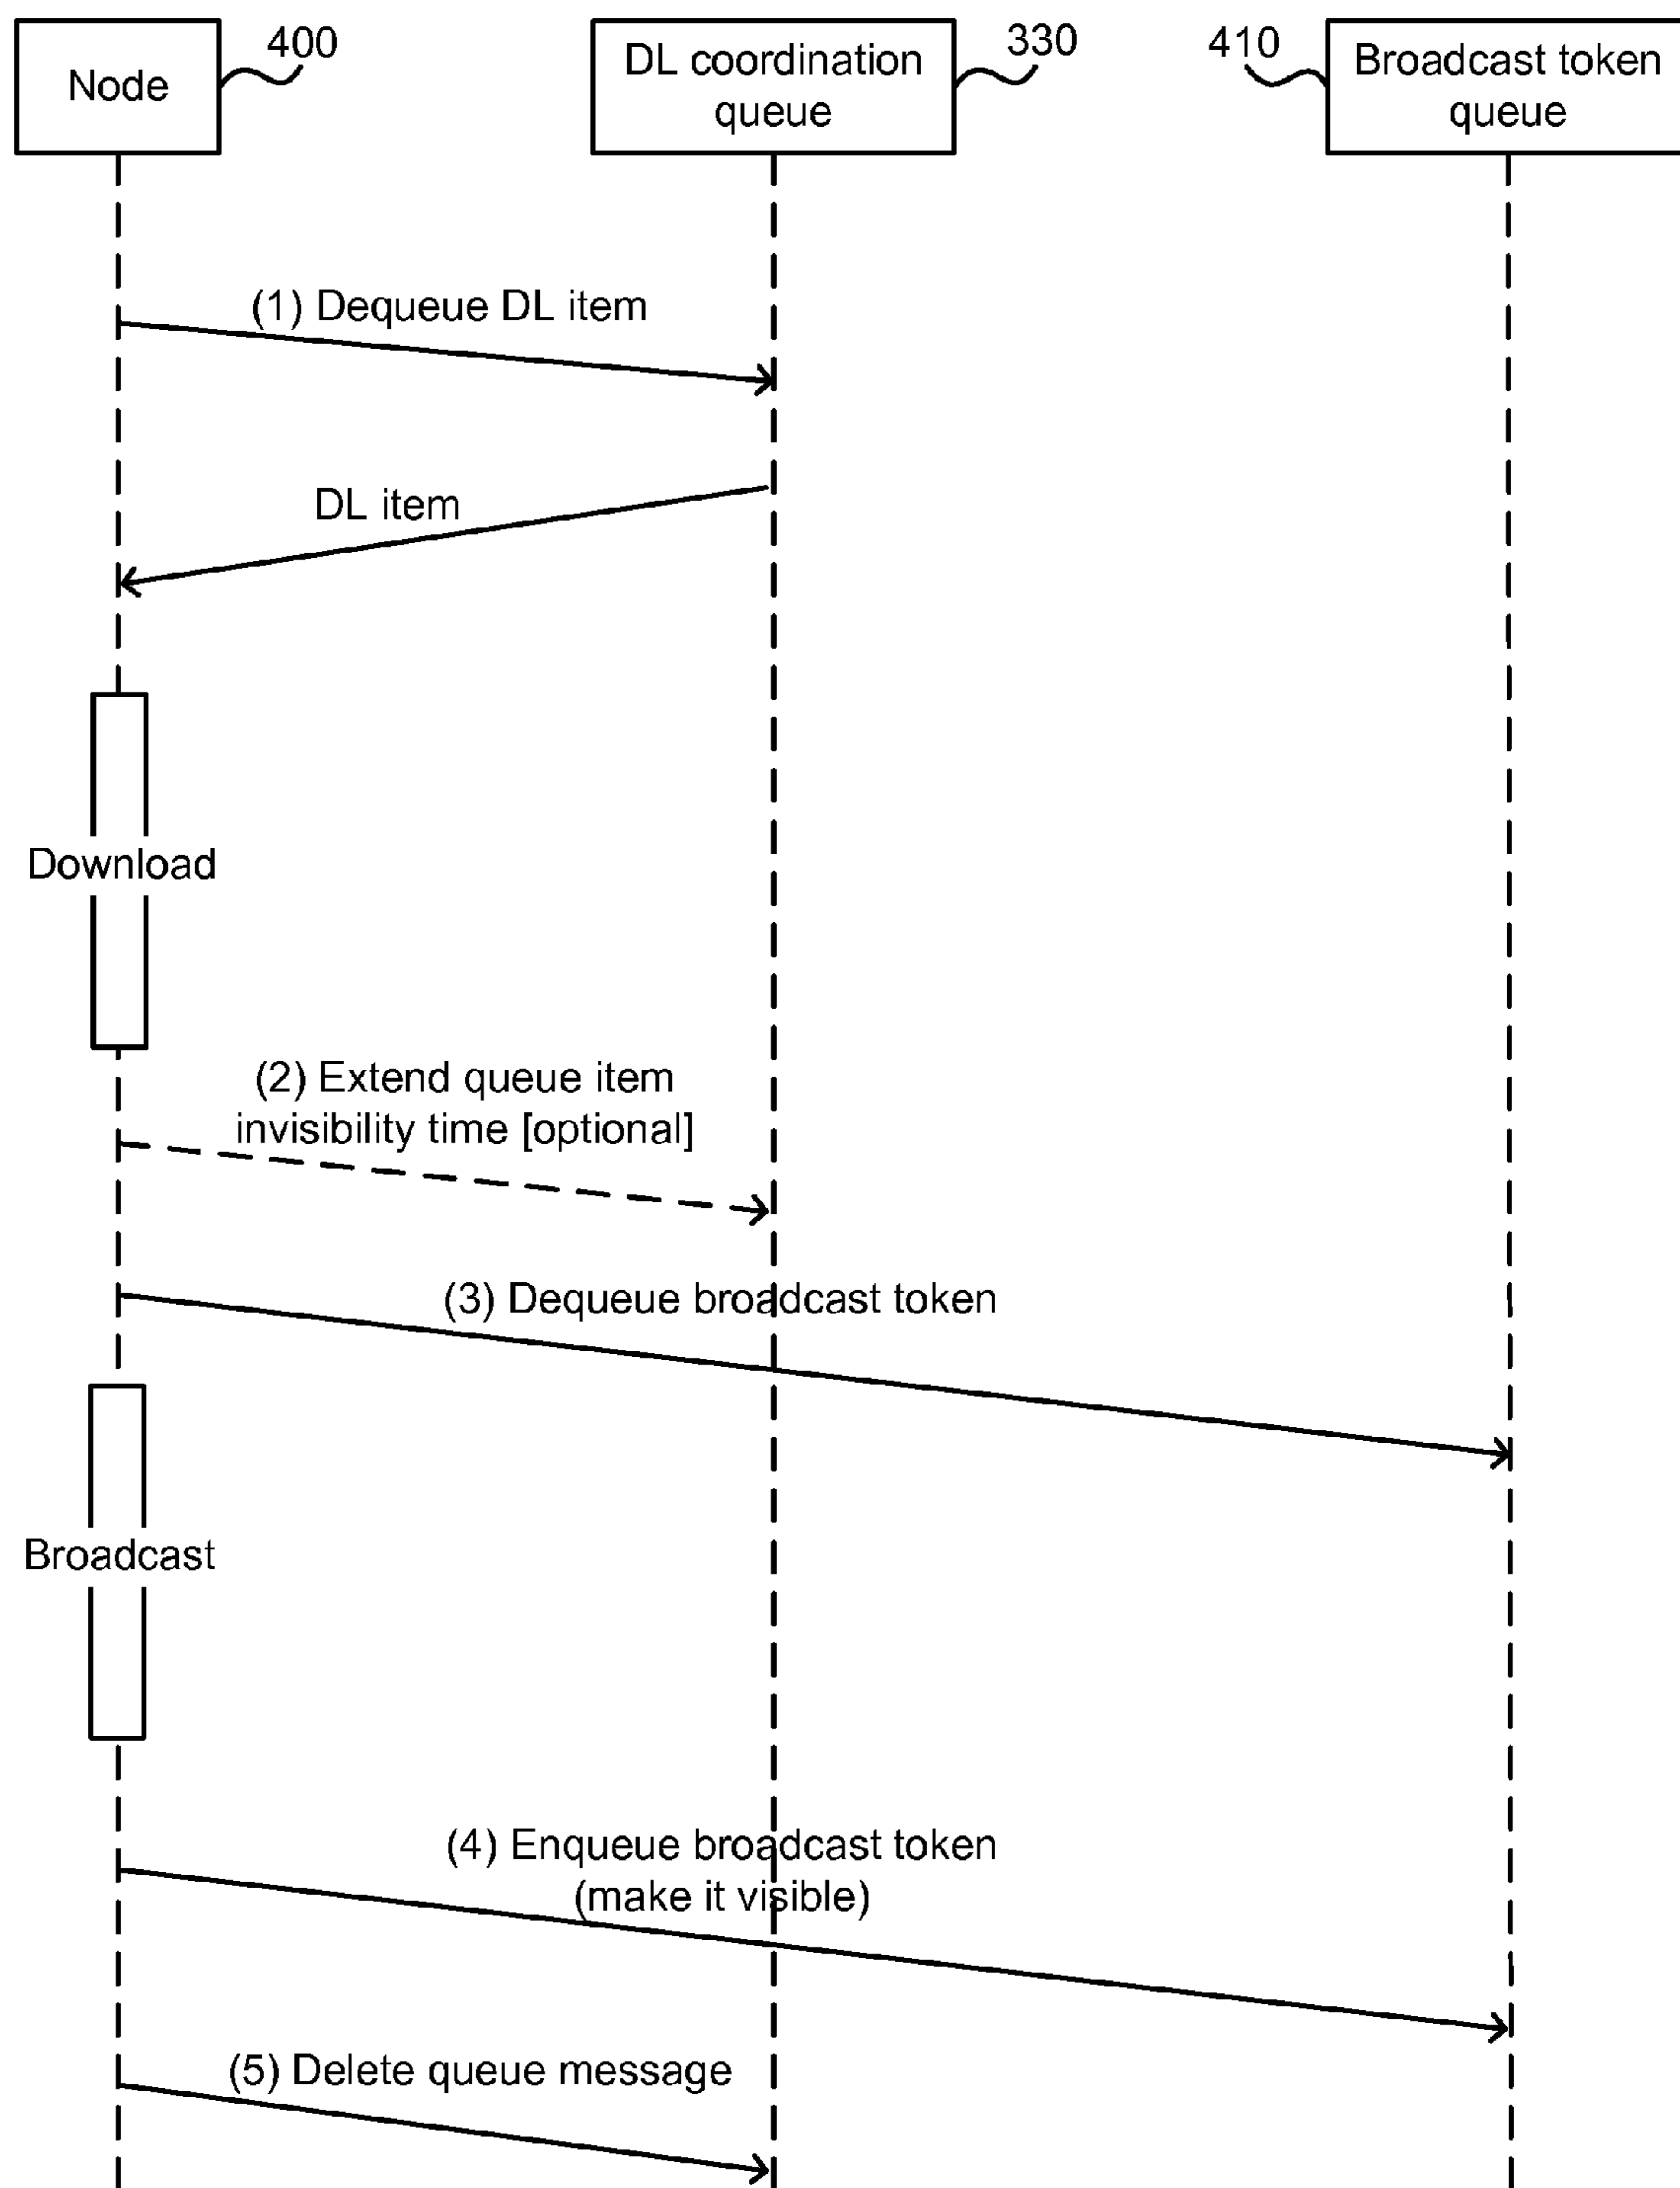 Node
400
DL coordination
queue
330
410
Broadcast token
queue
(1) Dequeue DL item
DL item
Download
(2) Extend queue item
invisibility time [optional]
(3) Dequeue broadcast token
Broadcast
(4) Enqueue broadcast token
(make it visible)
(5) Delete queue message